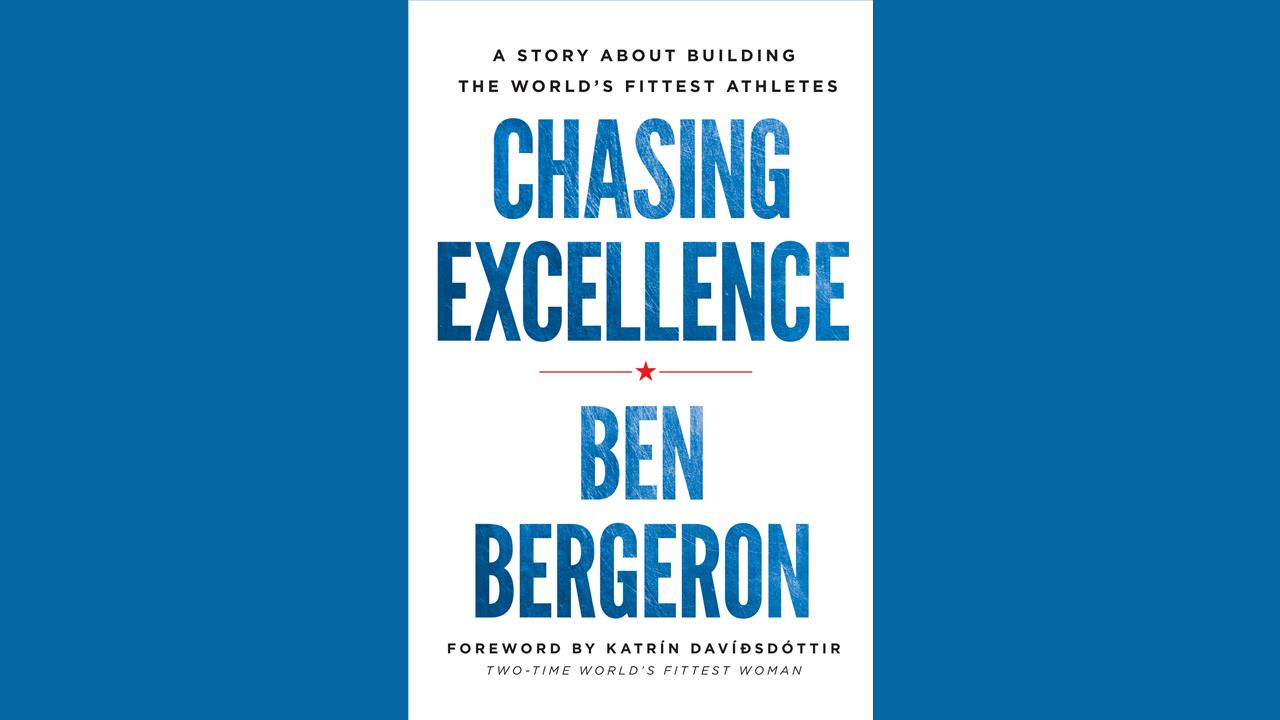 A STORY ABOUT BUILDING
THE WORLD'S FITTEST ATHLETES
CHASING
EXCELLENCE
BEN
BERGERON
FOREWORD BY KATRÍN DAVÍÐSDÓTTIR
TWO-TIME WORLD'S FITTEST WOMAN